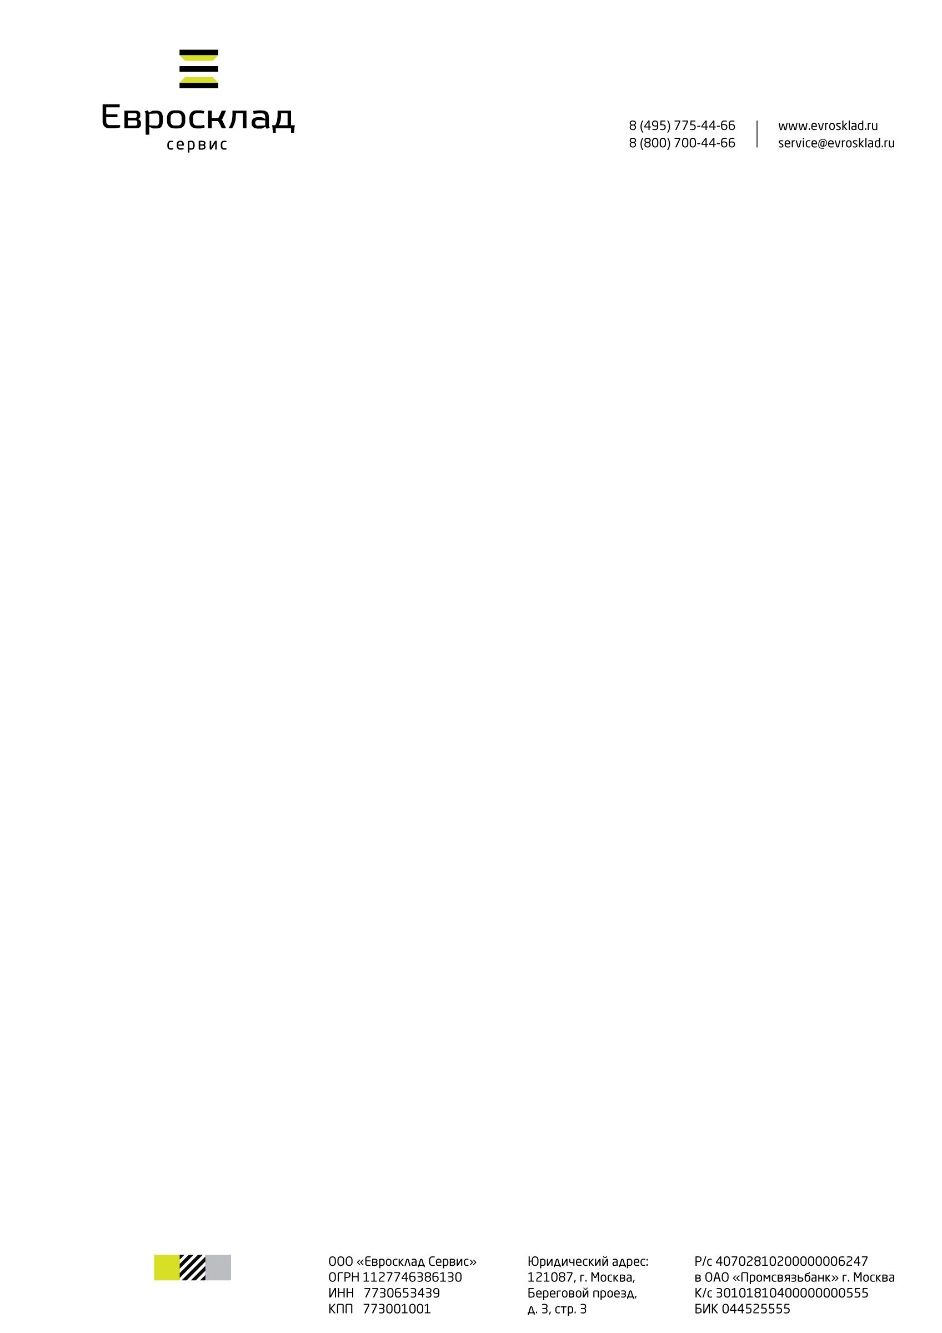 Евросклад
сервис
8 (495) 775-44-66
8 (800) 700-44-66
www.evrosklad.ru
service@evrosklad.ru
ООО «Евросклад Сервис»
ОГРН 1127746386130
ИНН 7730653439
КПП 773001001
Юридический адрес:
121087, г. Москва,
Береговой проезд,
д. 3, стр. 3
Р/с 40702810200000006247
в ОАО «Промсвязьбанк» г. Москва
К/с 30101810400000000555
БИК 044525555